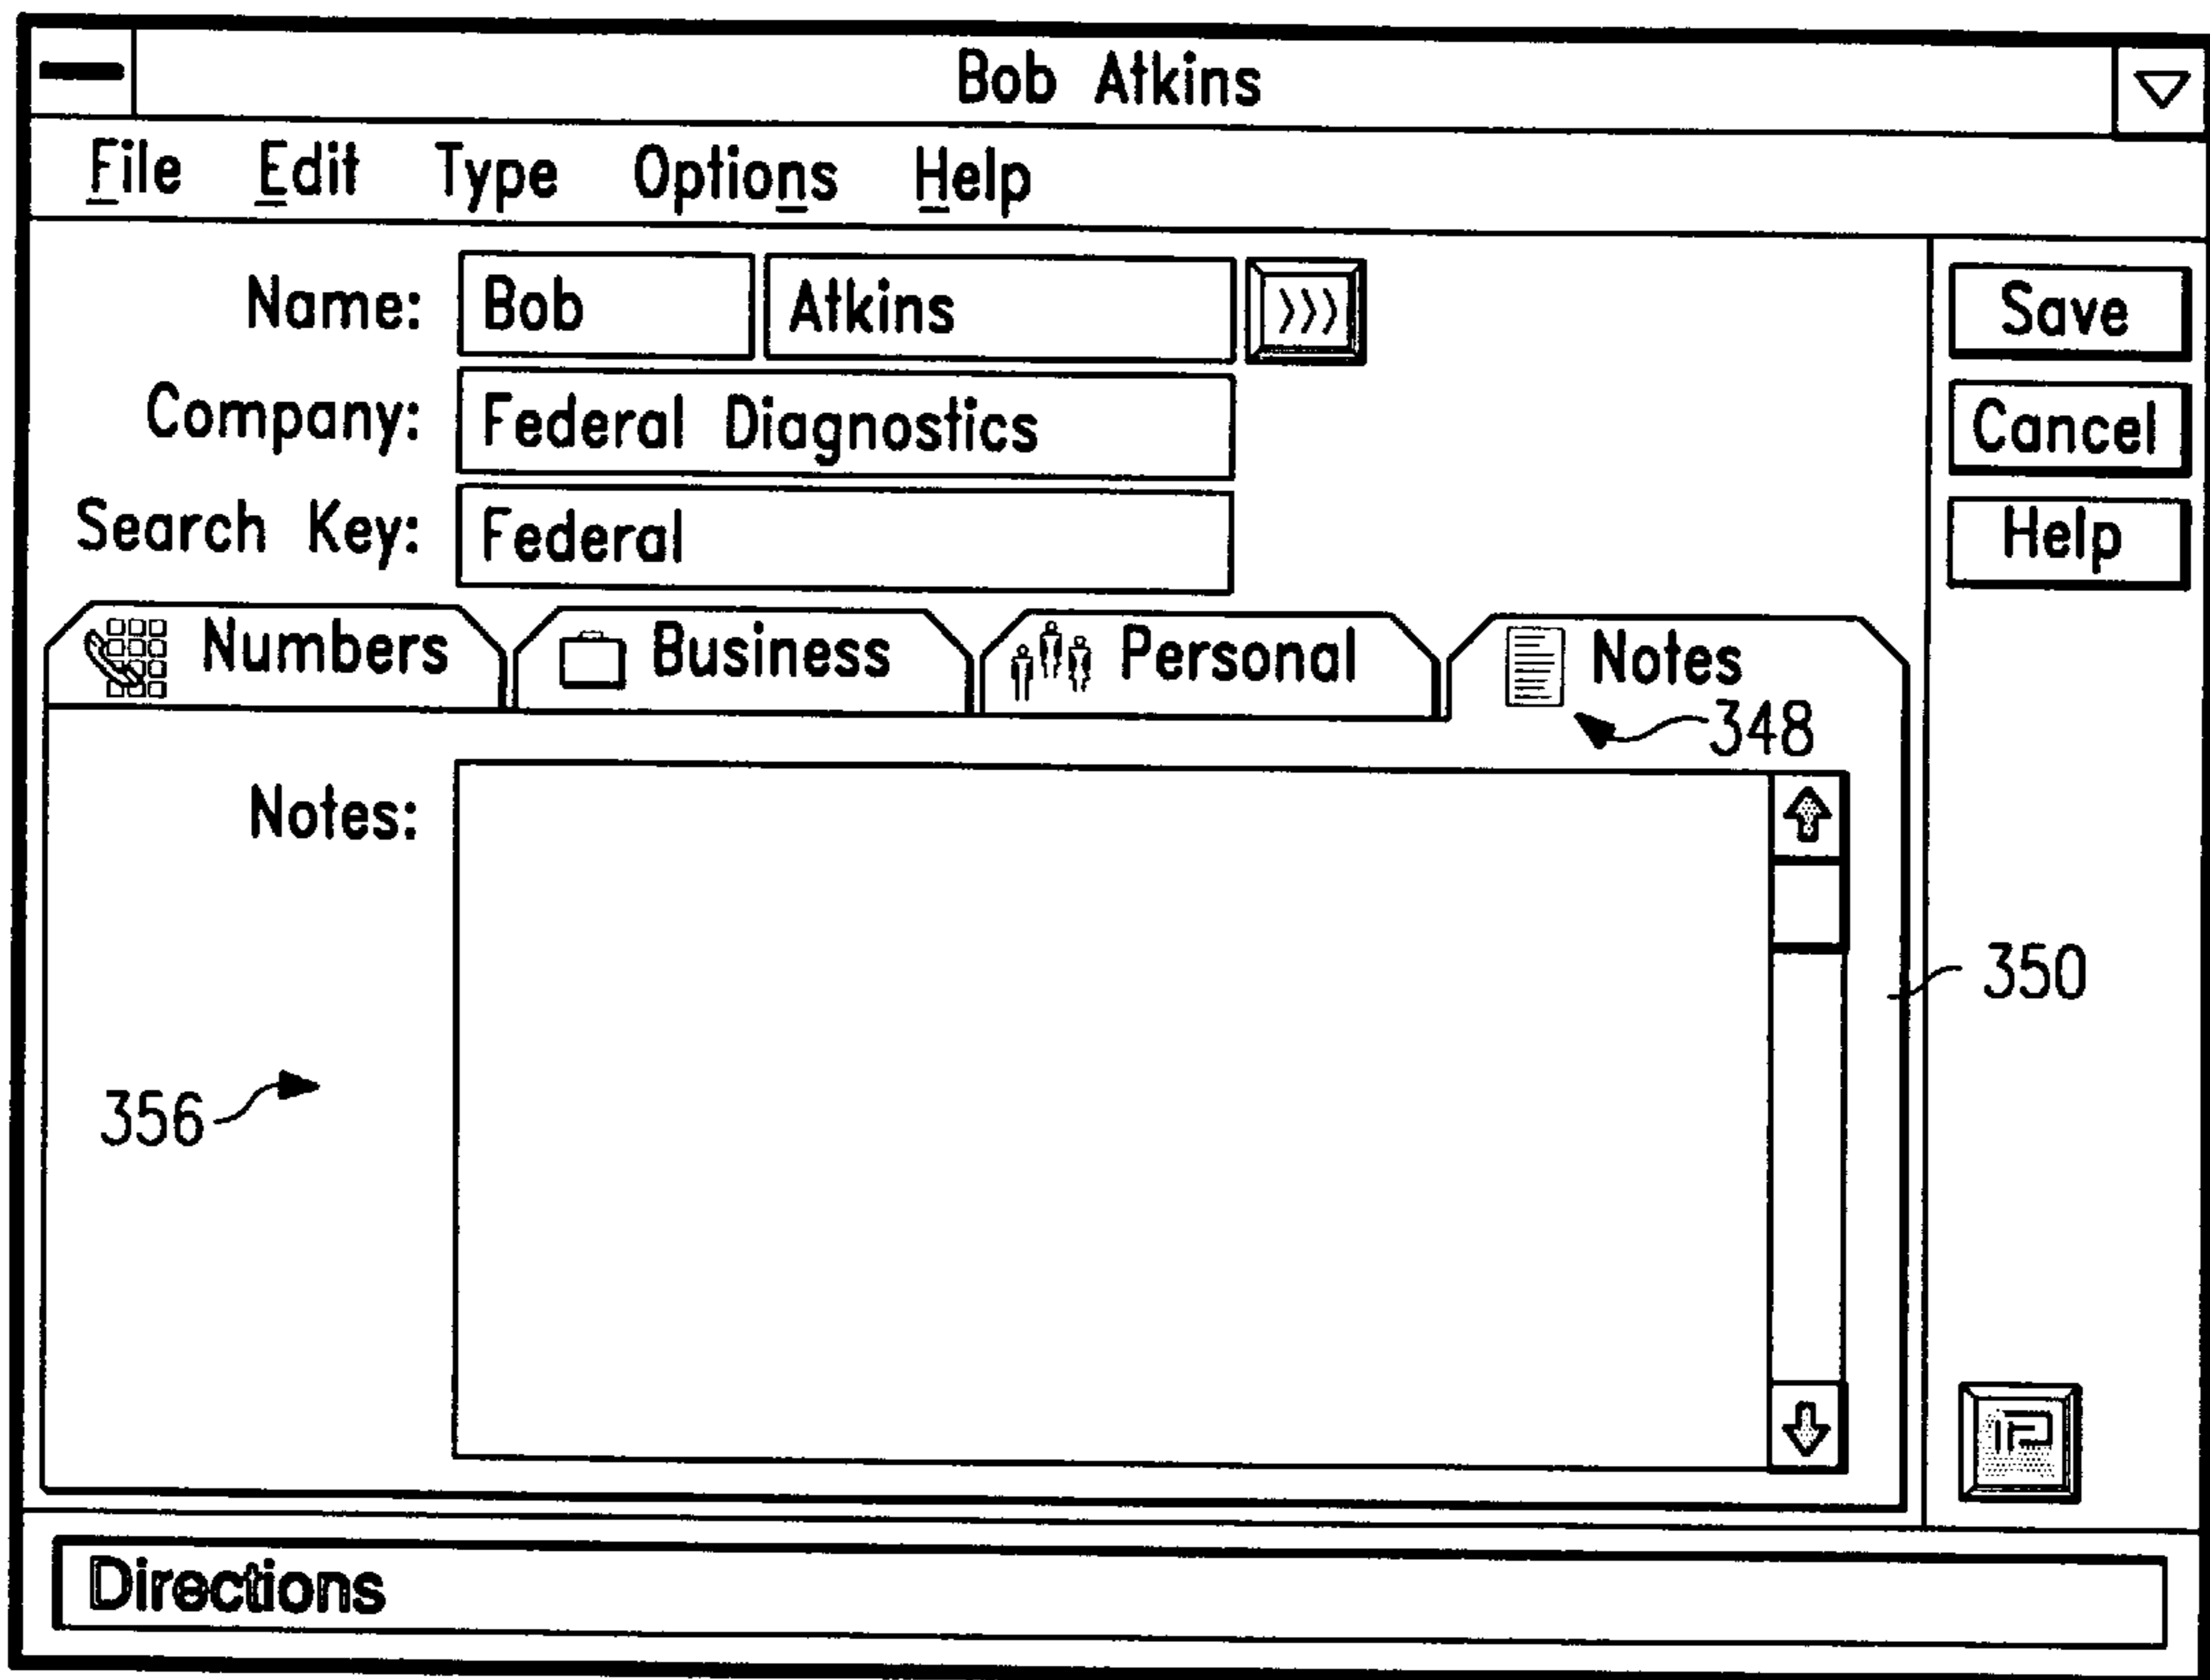 Bob Atkins
File Edit Type Options Help
Name: Bob Atkins >>> Save
Company: Federal Diagnostics Cancel
Search Key: Federal Help
Numbers Business Personal Notes
348
Notes:
350
356
Directions